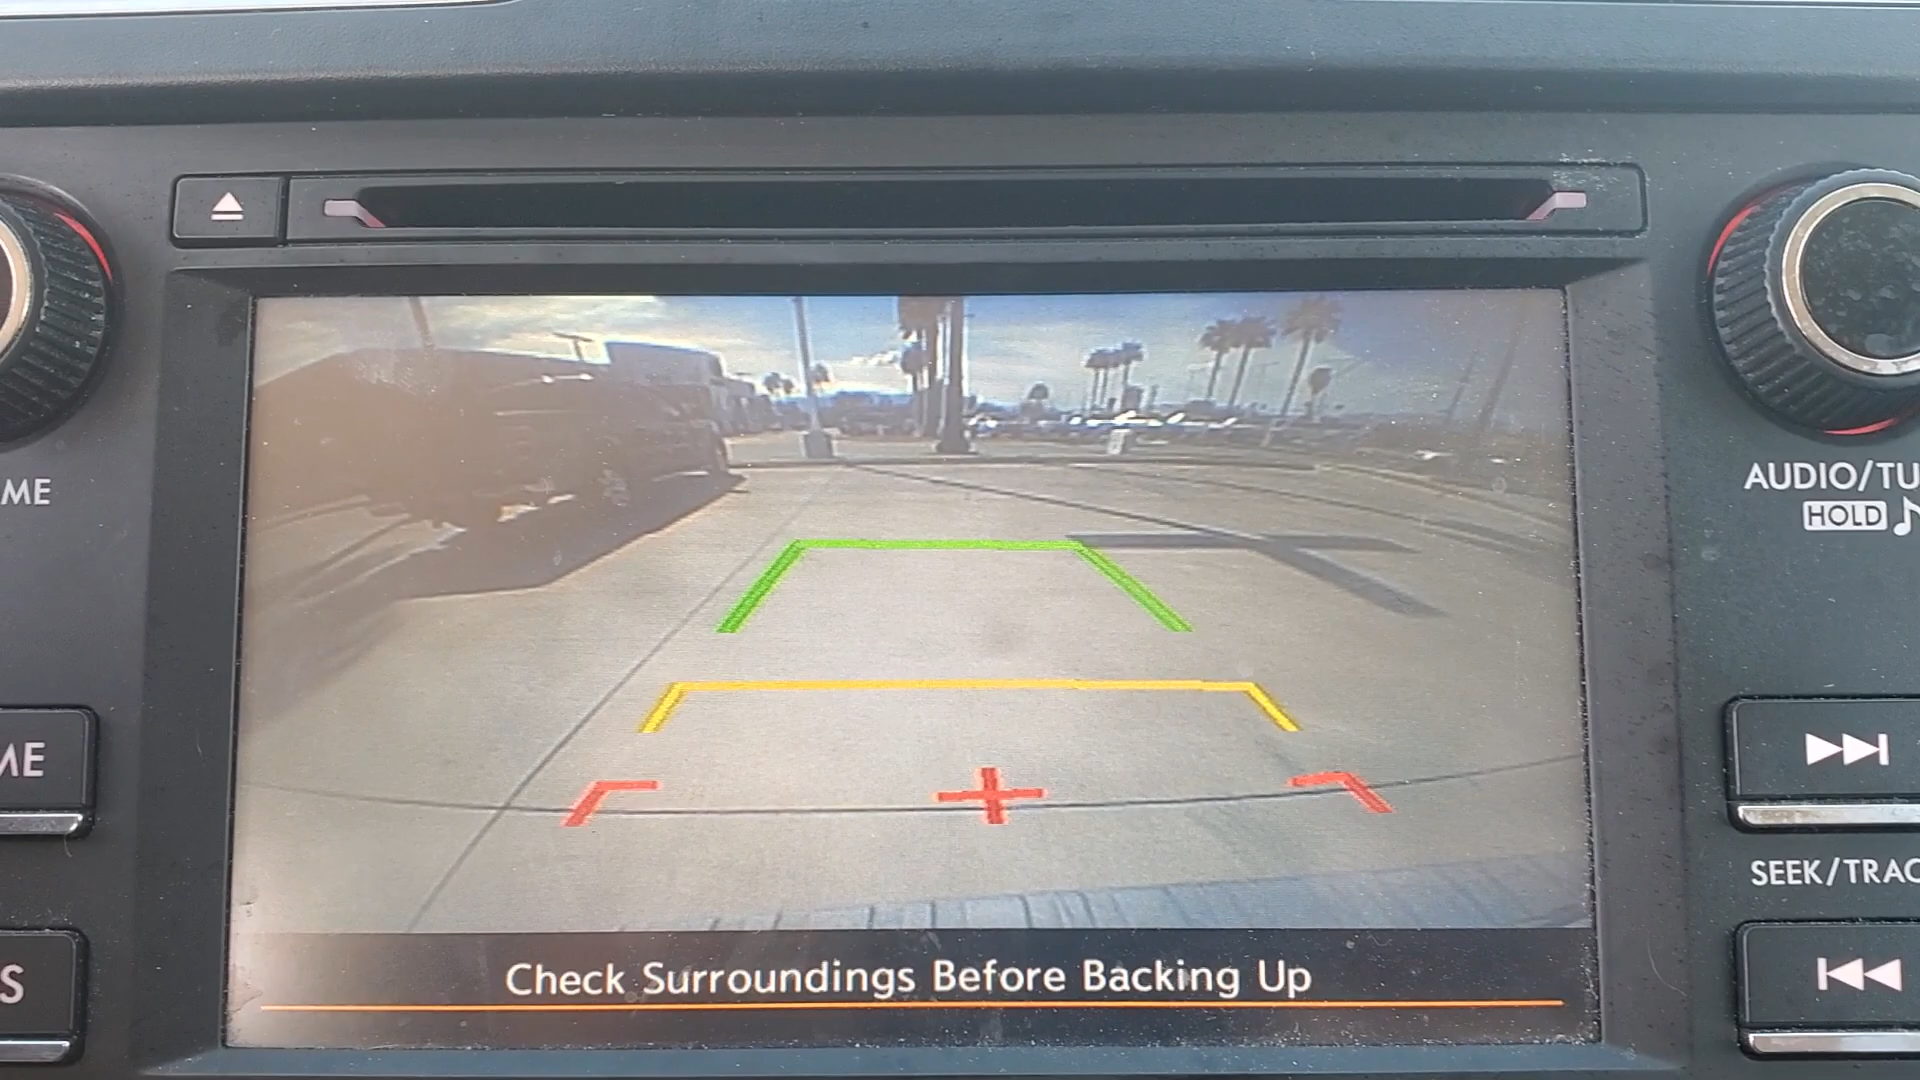 ME
AUDIO/TU
HOLD
ME
SEEK/TRAC
S
Check Surroundings Before Backing Up